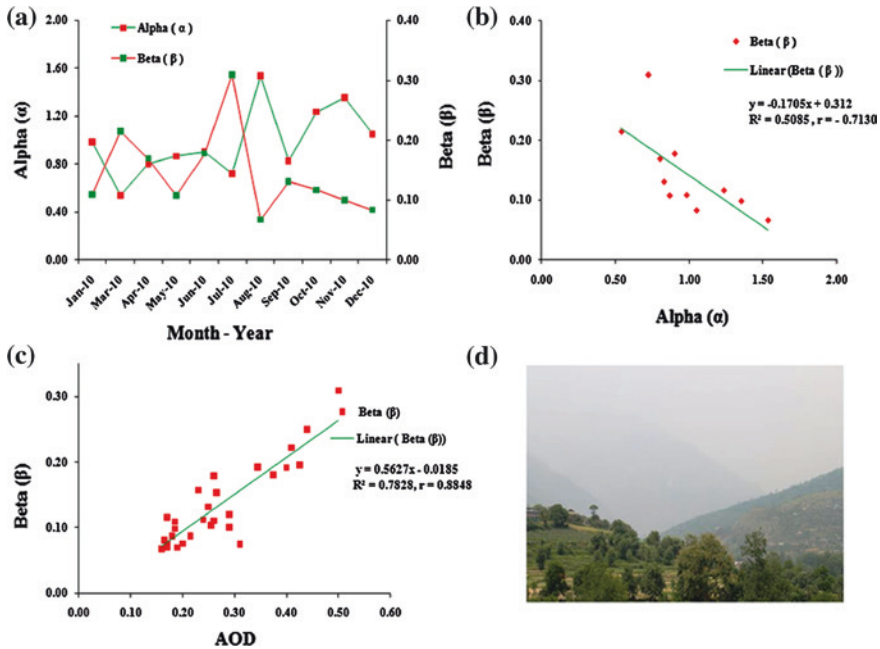 (a)
Alpha ( α )
Beta ( β )
Alpha (α)
2.00
1.60
1.20
0.80
0.40
0.00
0.40
0.30
0.20
0.10
0.00
Beta (β)
Jan-10
Mar-10
Apr-10
May-10
Jun-10
Jul-10
Aug-10
Sep-10
Oct-10
Nov-10
Dec-10
Month - Year
(b)
Beta (β)
0.40
0.30
0.20
0.10
0.00
Beta ( β )
Linear (Beta ( β ))
y = -0.1705x + 0.312
R² = 0.5085, r = - 0.7130
0.00
0.50
1.00
1.50
2.00
Alpha (α)
(c)
Beta (β)
0.30
0.20
0.10
0.00
Beta (β)
Linear ( Beta (β))
y = 0.5627x - 0.0185
R² = 0.7828, r = 0.8848
0.00
0.10
0.20
0.30
0.40
0.50
0.60
AOD
(d)